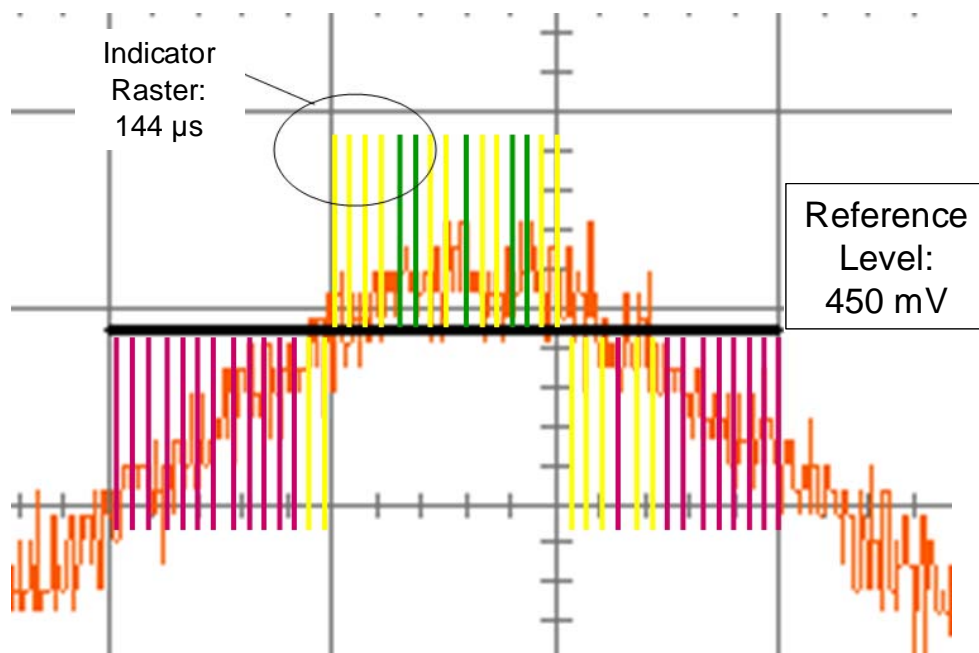 Indicator
Raster:
144 µs
Reference
Level:
450 mV